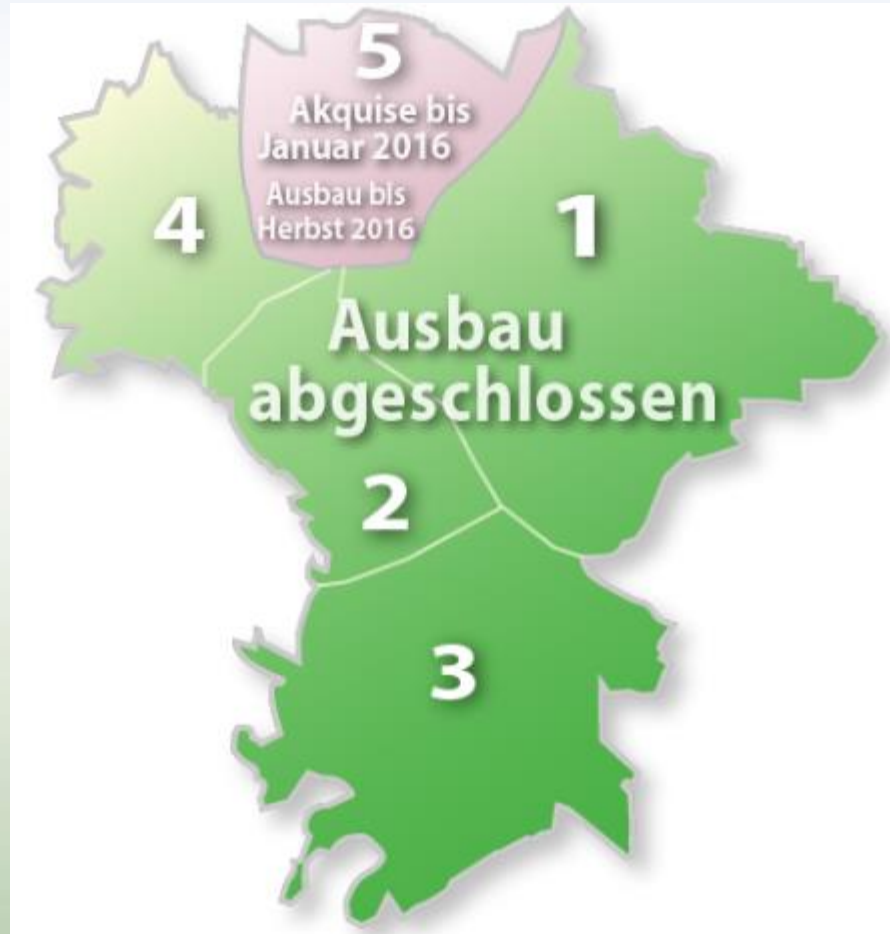 5
Akquise bis
Januar 2016
Ausbau bis
Herbst 2016
4
1
Ausbau
abgeschlossen
2
3